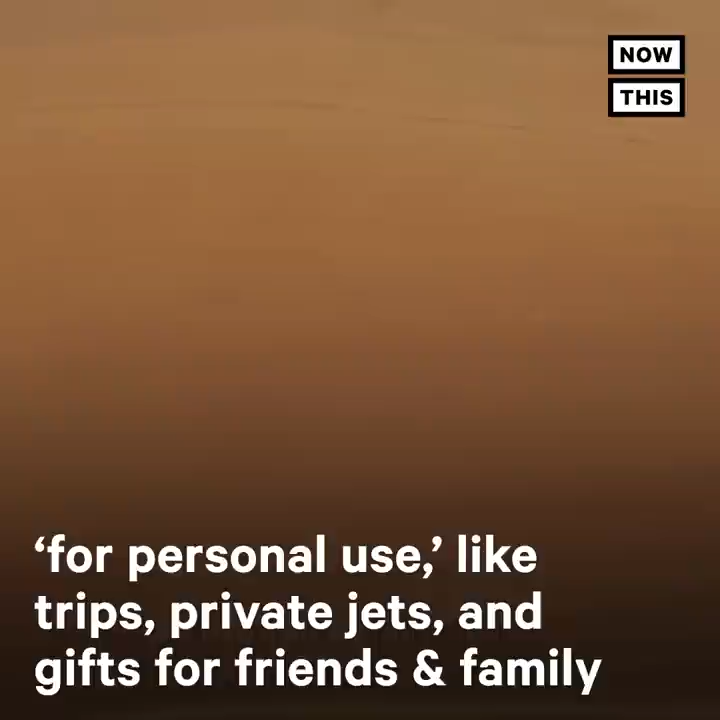 NOW
THIS
‘for personal use,’ like
trips, private jets, and
gifts for friends & family